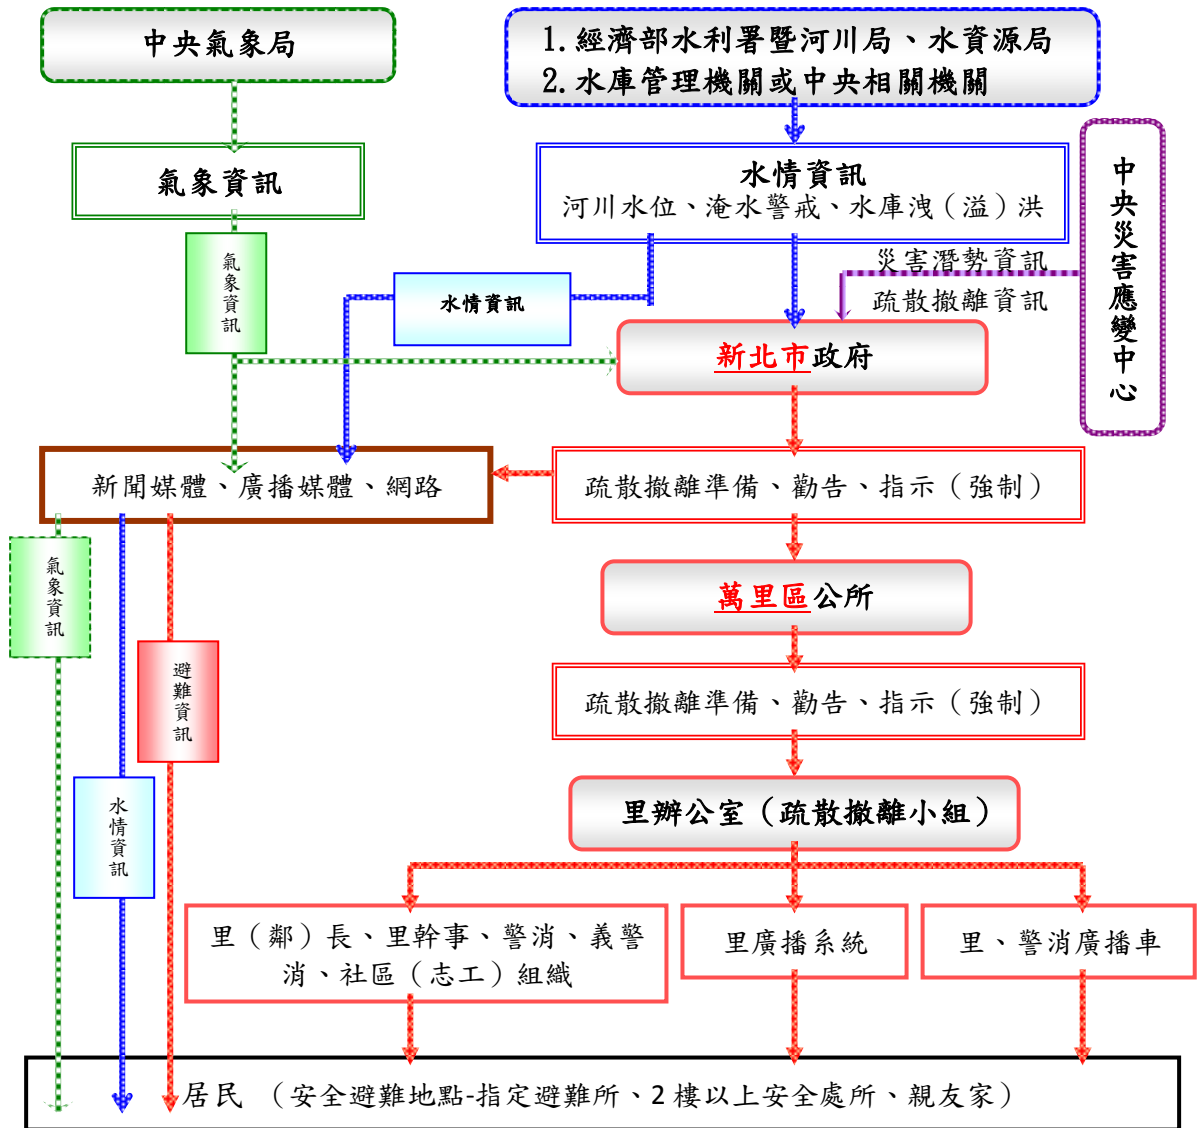 中央氣象局
1.經濟部水利署暨河川局、水資源局
2.水庫管理機關或中央相關機關
氣象資訊
水情資訊
河川水位、淹水警戒、水庫洩（溢）洪
中央災害應變中心
氣象資訊
水情資訊
災害潛勢資訊
疏散撤離資訊
新北市政府
新聞媒體、廣播媒體、網路
疏散撤離準備、勸告、指示（強制）
氣象資訊
萬里區公所
避難資訊
疏散撤離準備、勸告、指示（強制）
水情資訊
里辦公室（疏散撤離小組）
里（鄰）長、里幹事、警消、義警
消、社區（志工）組織
里廣播系統
里、警消廣播車
居民（安全避難地點-指定避難所、2樓以上安全處所、親友家）